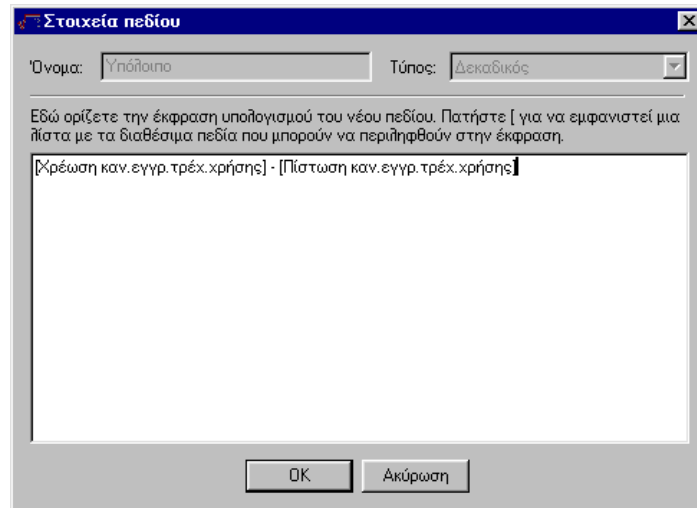 Στοιχεία πεδίου
Όνομα: Υπόλοιπο Τύπος: Δεκαδικός
Εδώ ορίζετε την έκφραση υπολογισμού του νέου πεδίου. Πατήστε [ για να εμφανιστεί μια
λίστα με τα διαθέσιμα πεδία που μπορούν να περιληφθούν στην έκφραση.
[Χρέωση καν.εγγρ.τρέχ.χρήσης] - [Πίστωση καν.εγγρ.τρέχ.χρήσης]
OK Ακύρωση